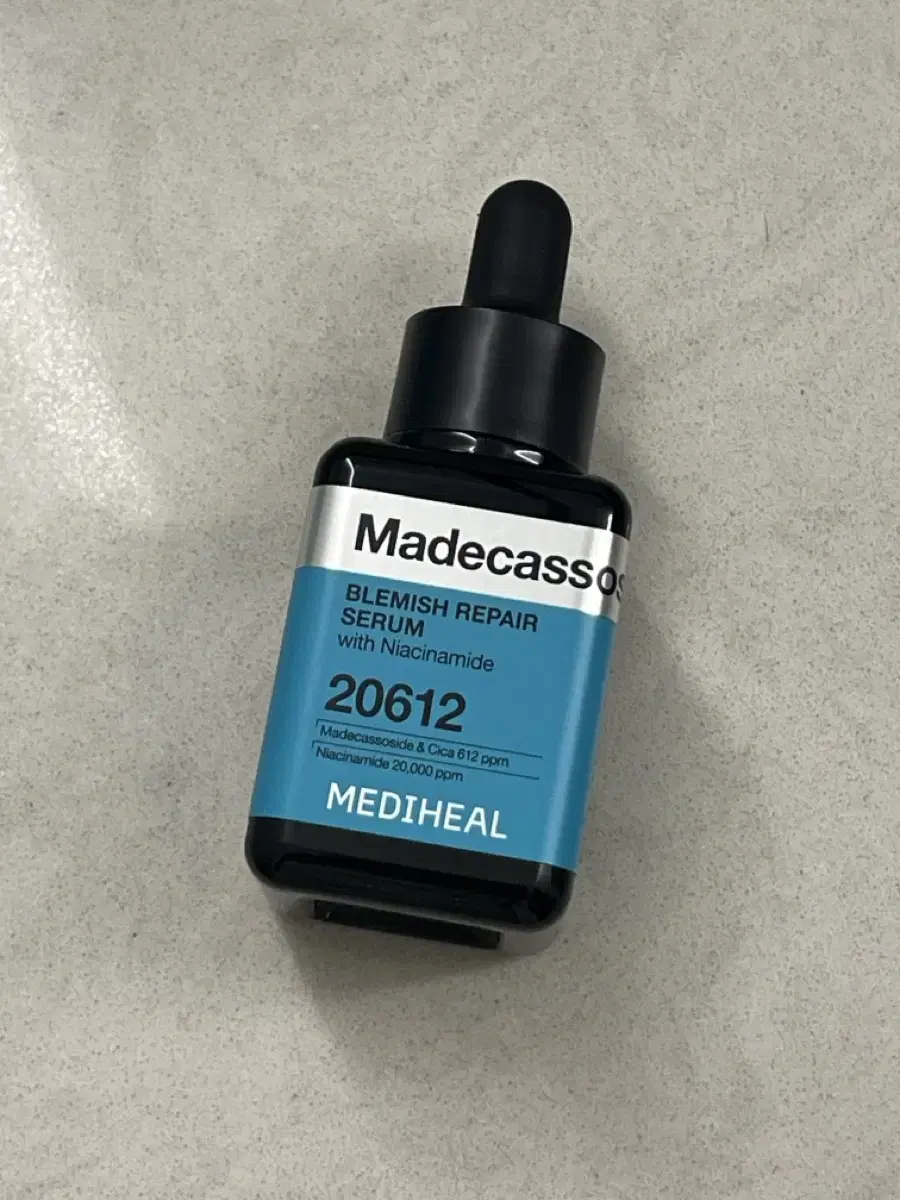 Madecassos
BLEMISH REPAIR
SERUM
with Niacinamide
20612
Madecassoside & Cica 612 ppm
Niacinamide 20,000 ppm
MEDIHEAL